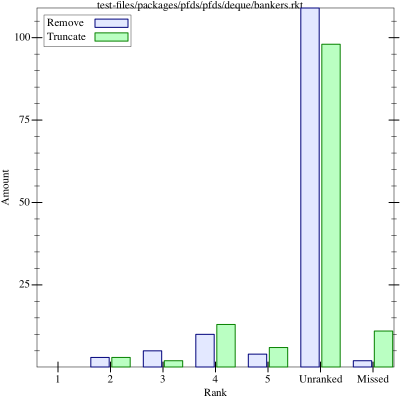 test-files/packages/pfds/pfds/deque/bankers.rkt
Remove
Truncate
100
75
50
25
Amount
1 2 3 4 5 Unranked Missed
Rank